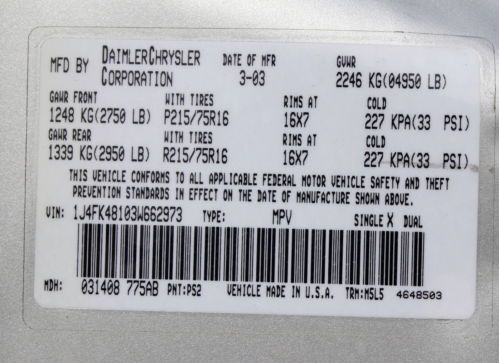 MFD BY DAIMLERCHRYSLER CORPORATION DATE OF MFR 3-03 GVWR 2246 KG(04950 LB)
GAWR FRONT WITH TIRES RIMS AT COLD
1248 KG(2750 LB) P215/75R16 16X7 227 KPA(33 PSI)
GAWR REAR WITH TIRES RIMS AT COLD
1339 KG(2950 LB) R215/75R16 16X7 227 KPA(33 PSI)
THIS VEHICLE CONFORMS TO ALL APPLICABLE FEDERAL MOTOR VEHICLE SAFETY AND THEFT
PREVENTION STANDARDS IN EFFECT ON THE DATE OF MANUFACTURE SHOWN ABOVE.
VIN: 1J4FK48103W662973 TYPE: MPV SINGLE X DUAL
MDH: 031408 775AB PNT:PS2 VEHICLE MADE IN U.S.A. TRM:M5L5 4648503